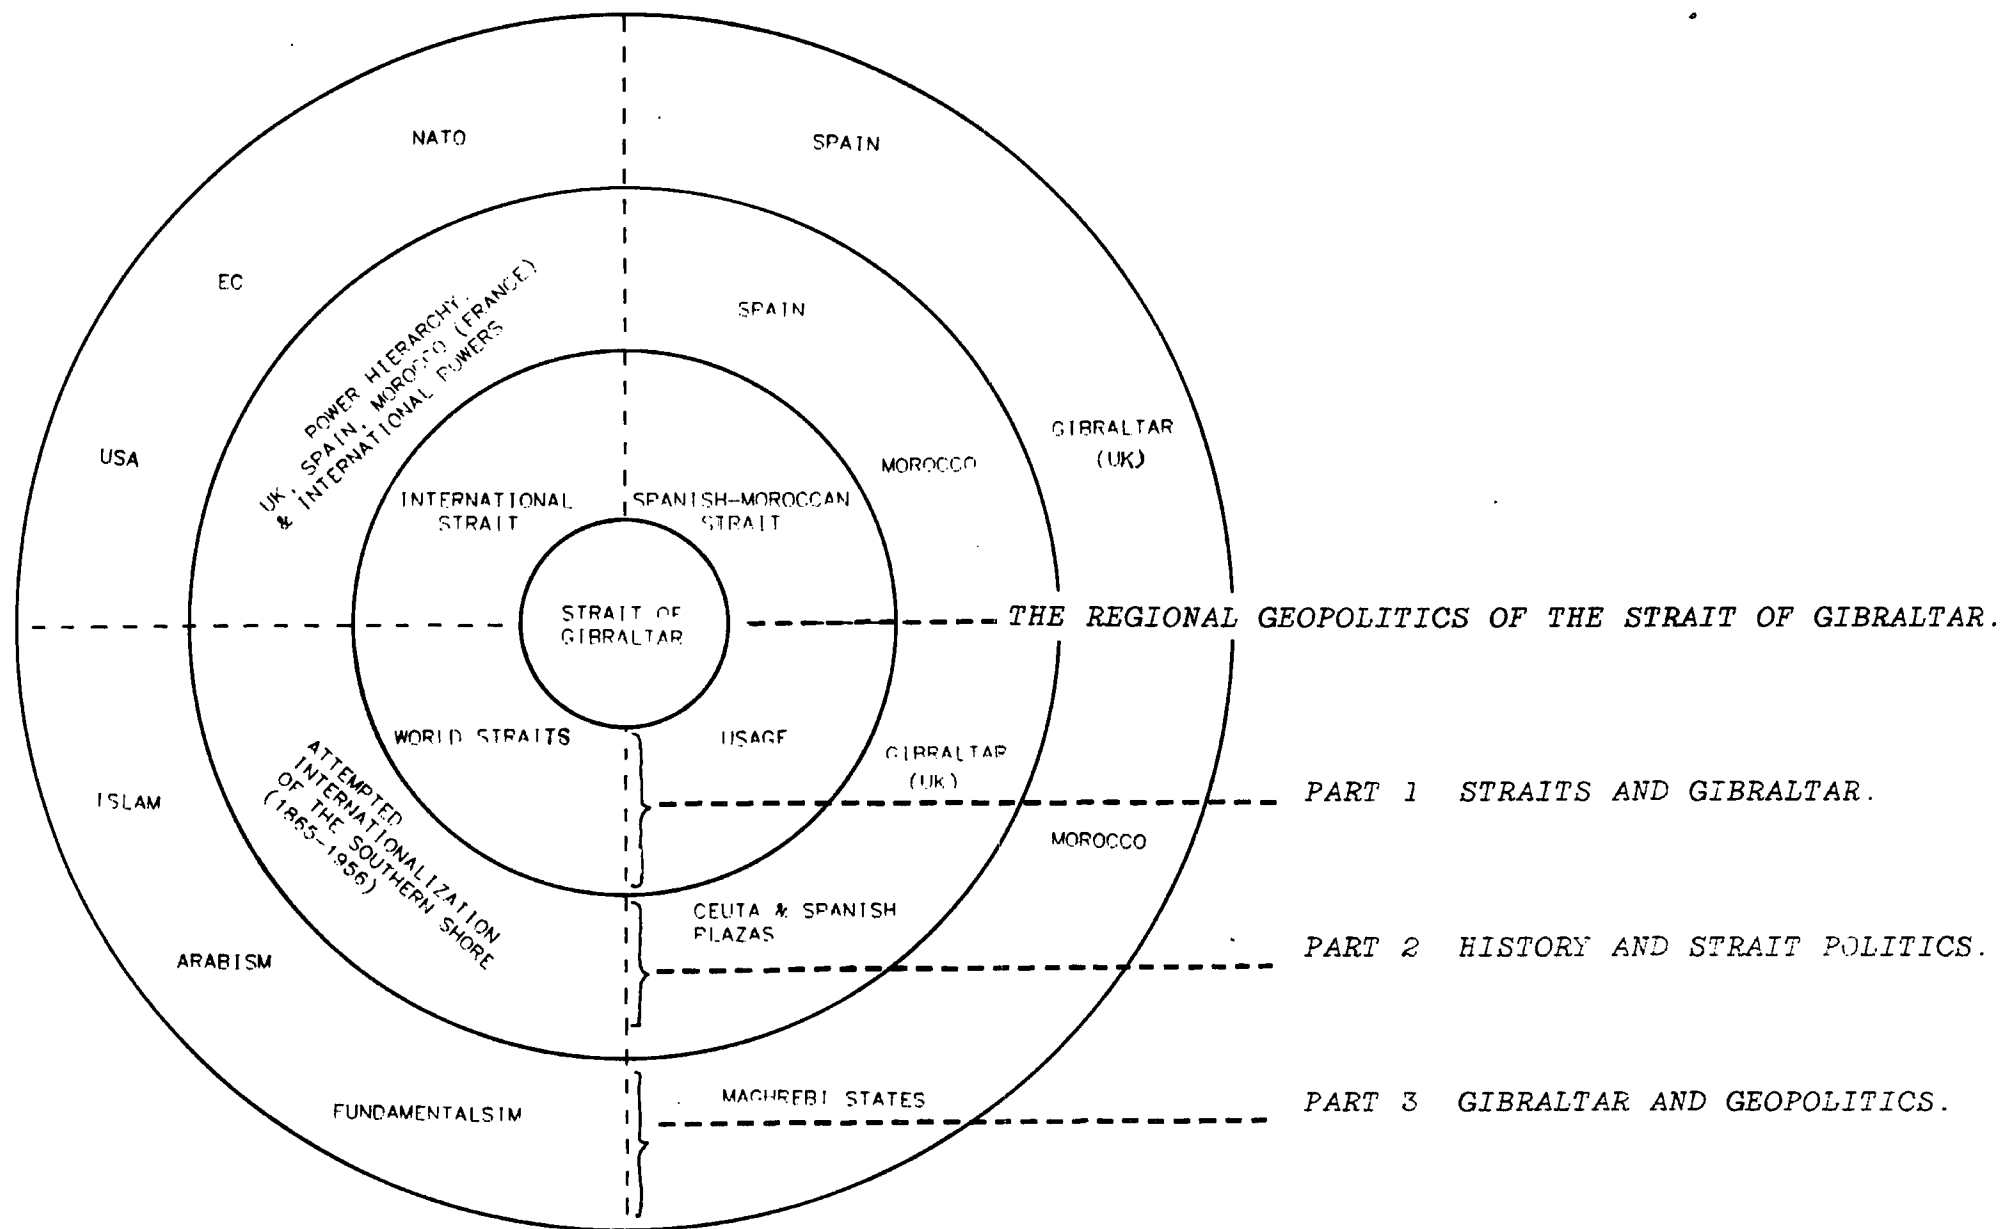 NATO
SPAIN
EC
POWER HIERARCHY.
UK, SPAIN, MOROCCO (FRANCE)
& INTERNATIONAL POWERS
SPAIN
USA
MOROCCO
GIBRALTAR
(UK)
INTERNATIONAL
STRAIT
SPANISH-MOROCCAN
STRAIT
STRAIT OF
GIBRALTAR
THE REGIONAL GEOPOLITICS OF THE STRAIT OF GIBRALTAR.
WORLD STRAITS
USAGE
GIBRALTAR
(UK)
ATTEMPTED
INTERNATIONALIZATION
OF THE SOUTHERN SHORE
(1865-1956)
ISLAM
PART 1 STRAITS AND GIBRALTAR.
MOROCCO
CEUTA & SPANISH
PLAZAS
ARABISM
PART 2 HISTORY AND STRAIT POLITICS.
FUNDAMENTALSIM
MAGHREBI STATES
PART 3 GIBRALTAR AND GEOPOLITICS.